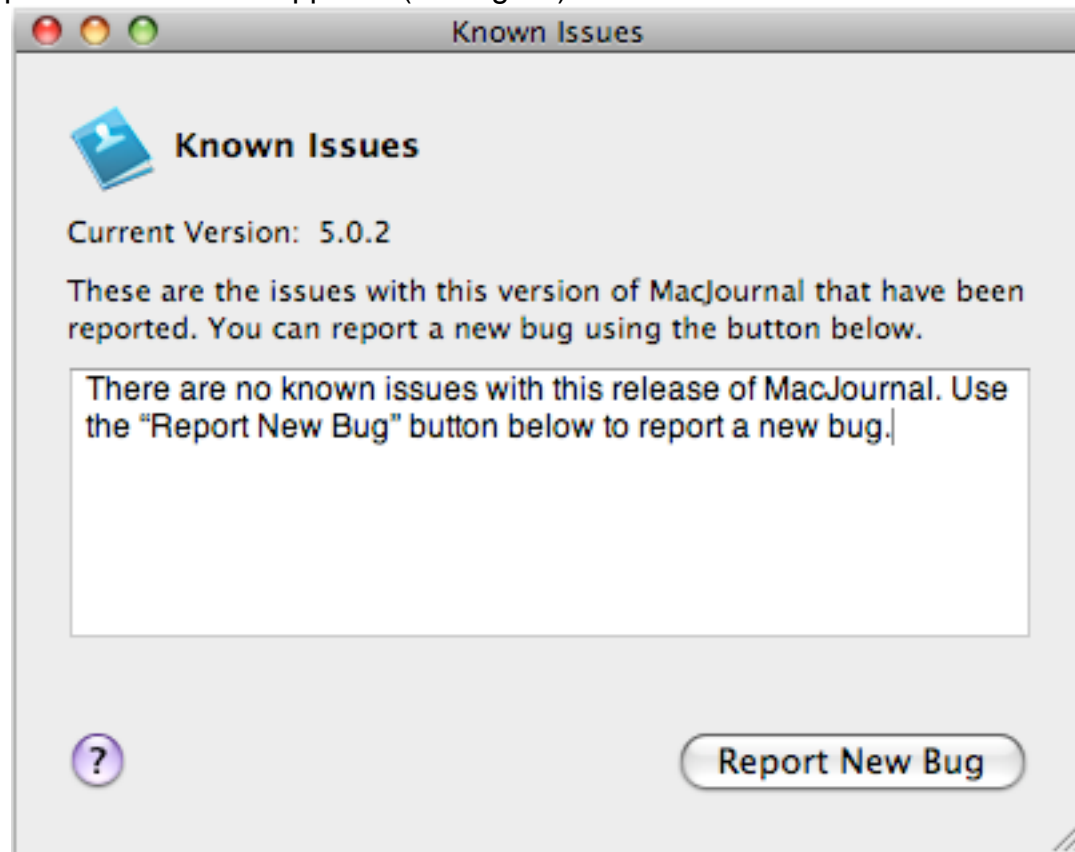 Known Issues
Known Issues
Current Version: 5.0.2
These are the issues with this version of MacJournal that have been
reported. You can report a new bug using the button below.
There are no known issues with this release of MacJournal. Use
the “Report New Bug” button below to report a new bug.
?
Report New Bug